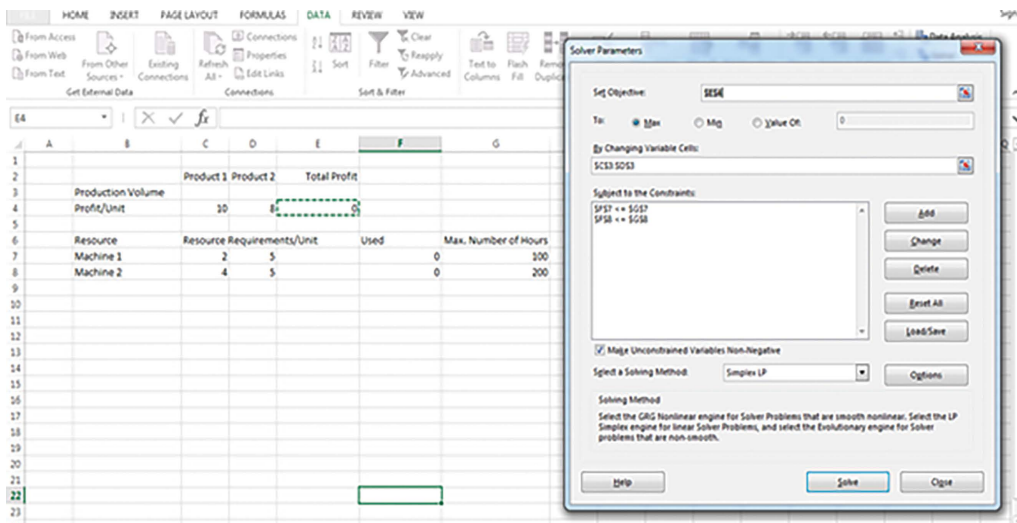 HOME INSERT PAGE LAYOUT FORMULAS DATA REVIEW VIEW
From Access
From Web
From Text
From Other Sources
Existing Connections
Get External Data
Refresh All
Connections
Properties
Edit Links
Connections
Sort
Filter
Clear
Reapply
Advanced
Sort & Filter
Text to Columns
Flash Fill
Data Analysis
E4
fx
A B C D E F G
1
2 Product 1 Product 2 Total Profit
3 Production Volume
4 Profit/Unit 10 8 0
5
6 Resource Resource Requirements/Unit Used Max. Number of Hours
7 Machine 1 2 5 0 100
8 Machine 2 4 5 0 200
9
10
11
12
13
14
15
16
17
18
19
20
21
22
23
Solver Parameters
Set Objective: $E$4
To: Max Min Value Of: 0
By Changing Variable Cells:
$C$3:$D$3
Subject to the Constraints:
$F$7 <= $G$7
$F$8 <= $G$8
Add
Change
Delete
Reset All
Load/Save
Make Unconstrained Variables Non-Negative
Select a Solving Method: Simplex LP
Options
Solving Method
Select the GRG Nonlinear engine for Solver Problems that are smooth nonlinear. Select the LP
Simplex engine for linear Solver Problems, and select the Evolutionary engine for Solver
problems that are non-smooth.
Help
Solve
Close